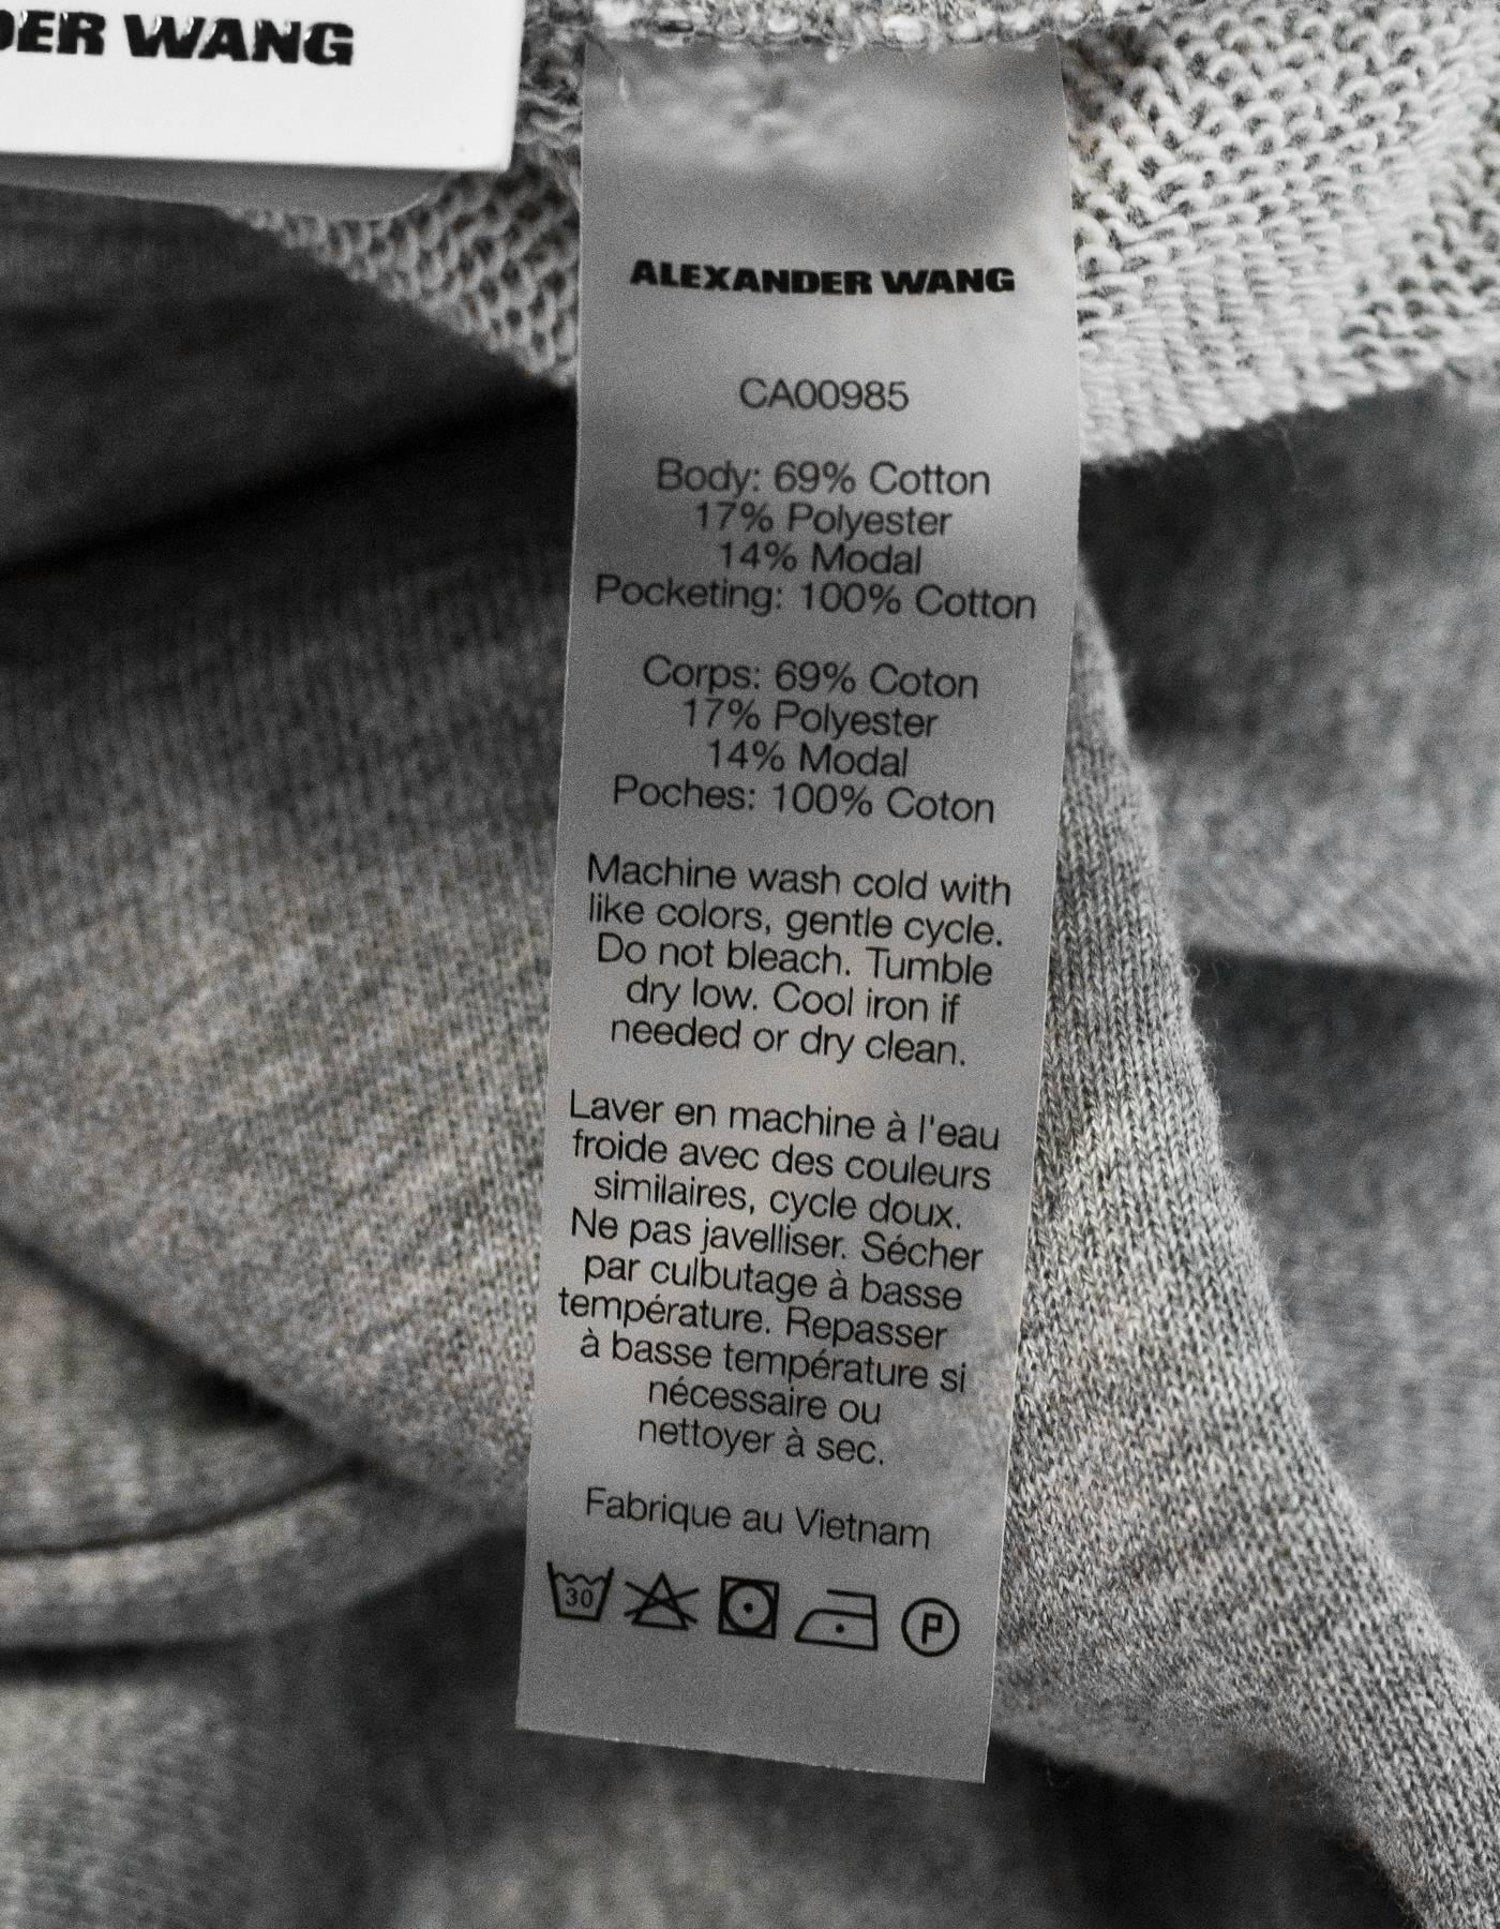 DER WANG
ALEXANDER WANG
CA00985
Body: 69% Cotton
17% Polyester
14% Modal
Pocketing: 100% Cotton
Corps: 69% Coton
17% Polyester
14% Modal
Poches: 100% Coton
Machine wash cold with
like colors, gentle cycle.
Do not bleach. Tumble
dry low. Cool iron if
needed or dry clean.
Laver en machine à l'eau
froide avec des couleurs
similaires, cycle doux.
Ne pas javelliser. Sécher
par culbutage à basse
température. Repasser
à basse température si
nécessaire ou
nettoyer à sec.
Fabrique au Vietnam
30 P